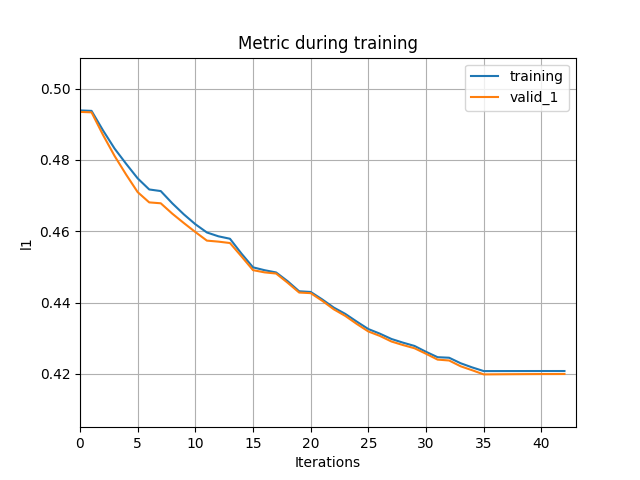 Metric during training
training
valid_1
0.50
0.48
0.46
0.44
0.42
l1
0 5 10 15 20 25 30 35 40
Iterations